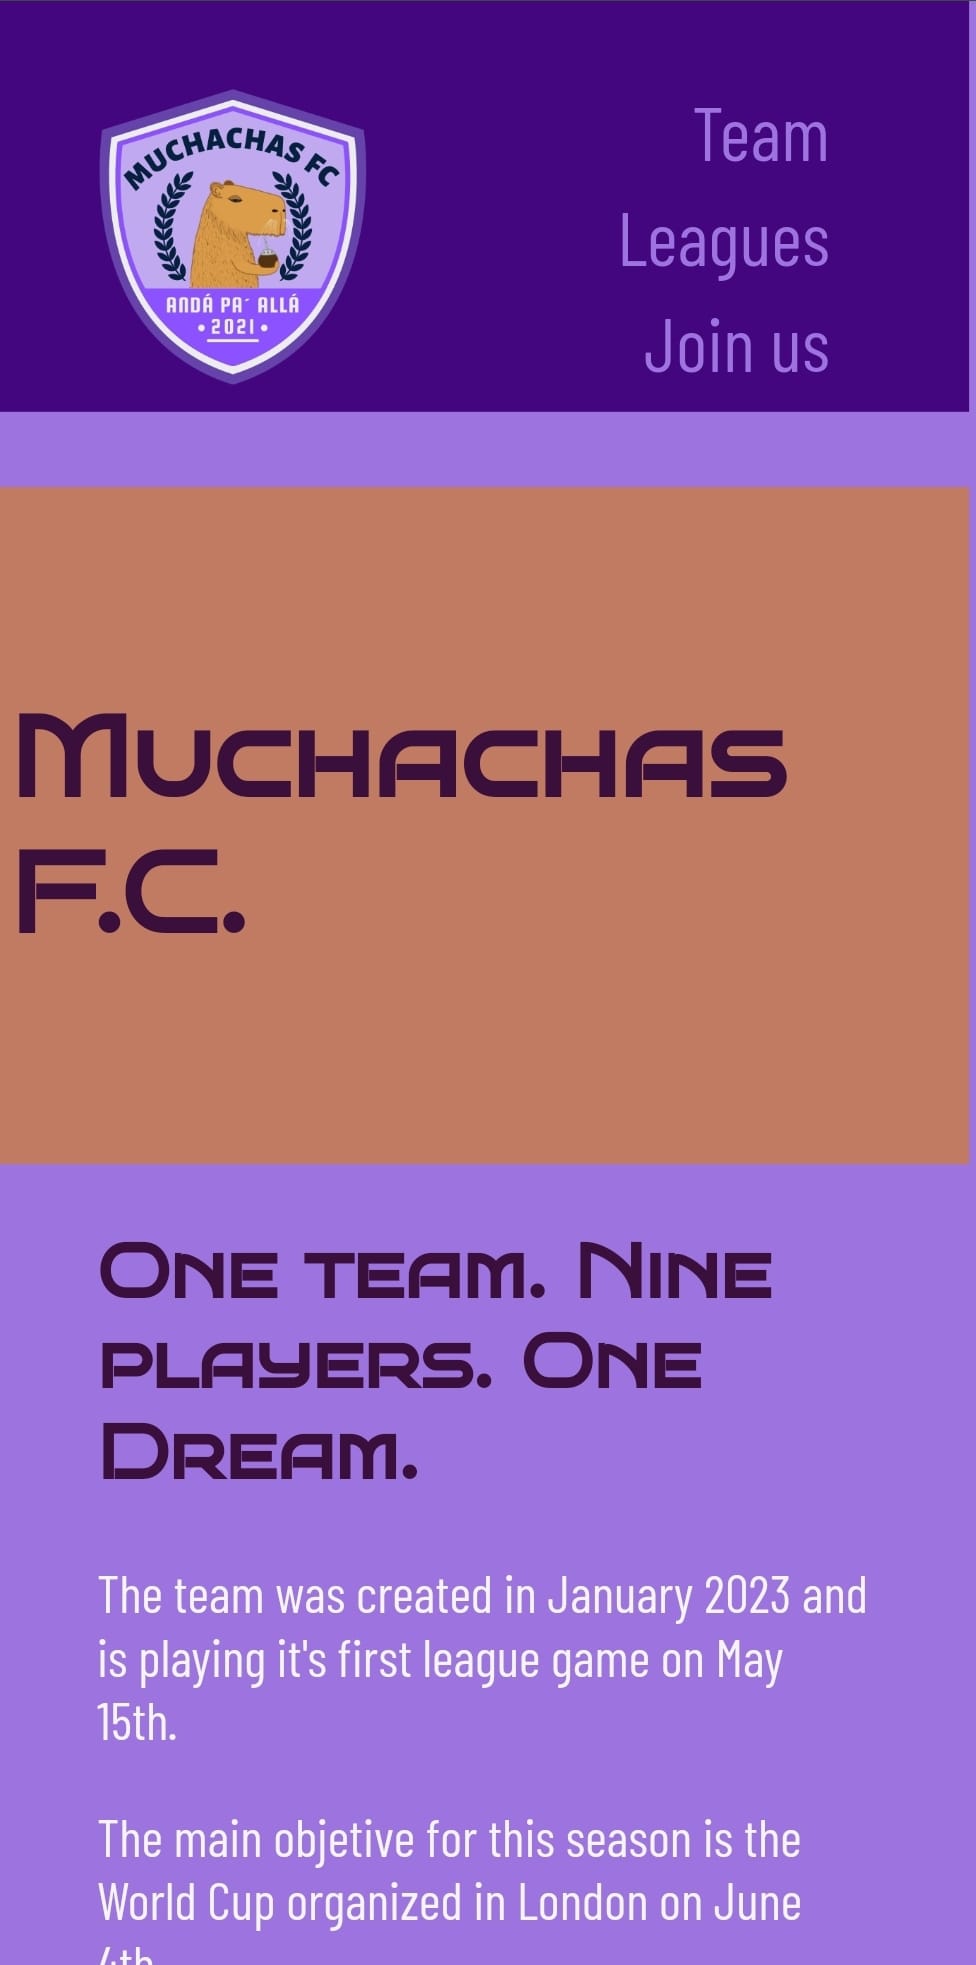 MUCHACHAS FC
ANDÁ PA´ ALLÁ
• 2021 •
Team
Leagues
Join us
Muchachas
F.C.
One team. Nine
players. One
Dream.
The team was created in January 2023 and
is playing it's first league game on May
15th.
The main objetive for this season is the
World Cup organized in London on June
4th